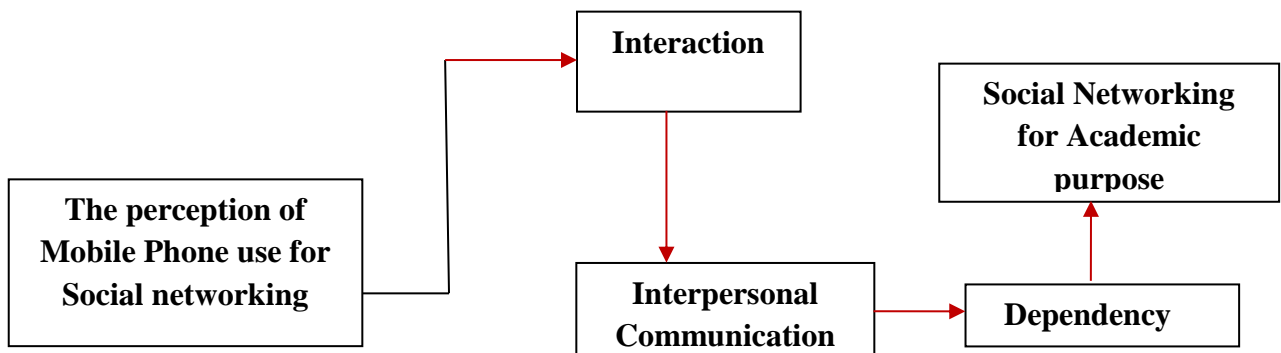 Interaction
Social Networking
for Academic
purpose
The perception of
Mobile Phone use for
Social networking
Interpersonal
Communication
Dependency